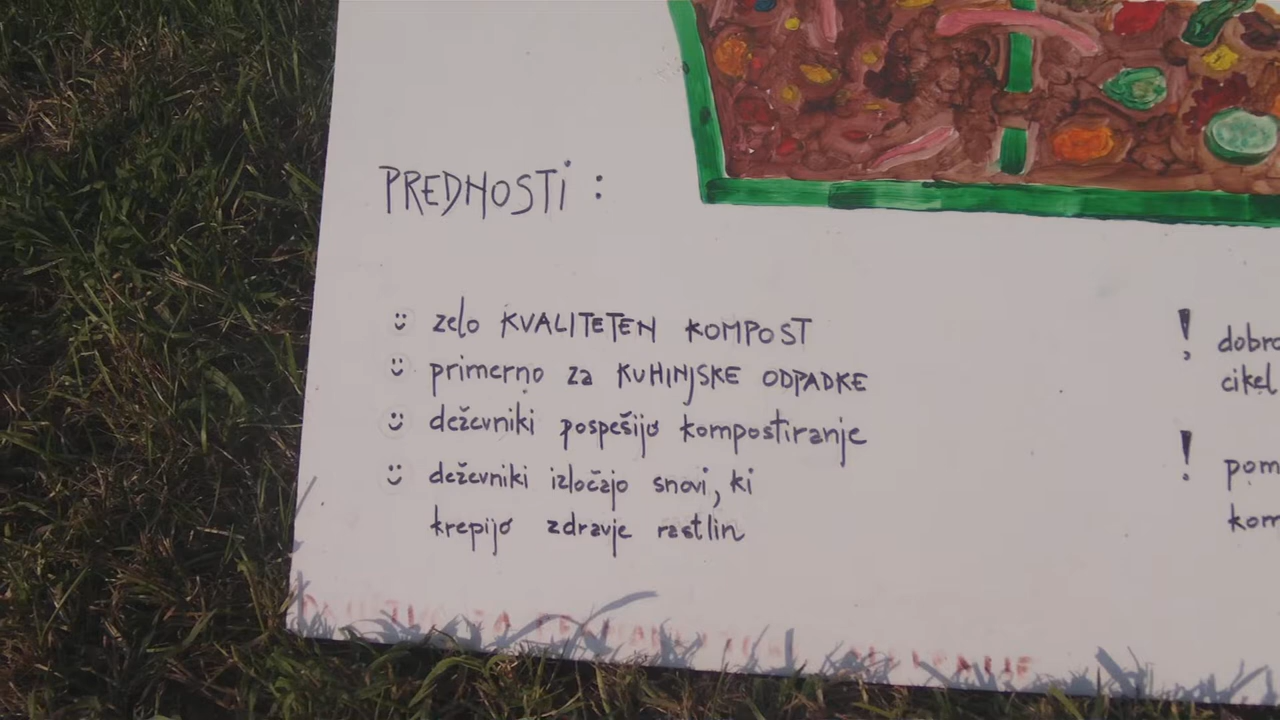 PREDNOSTI :
zelo KVALITETEN KOMPOST
primerno za KUHINJSKE ODPADKE
deževniki pospešijo kompostiranje
deževniki izločajo snovi, ki
krepijo zdravje rastlin
! dobro
cikel
!
ZA